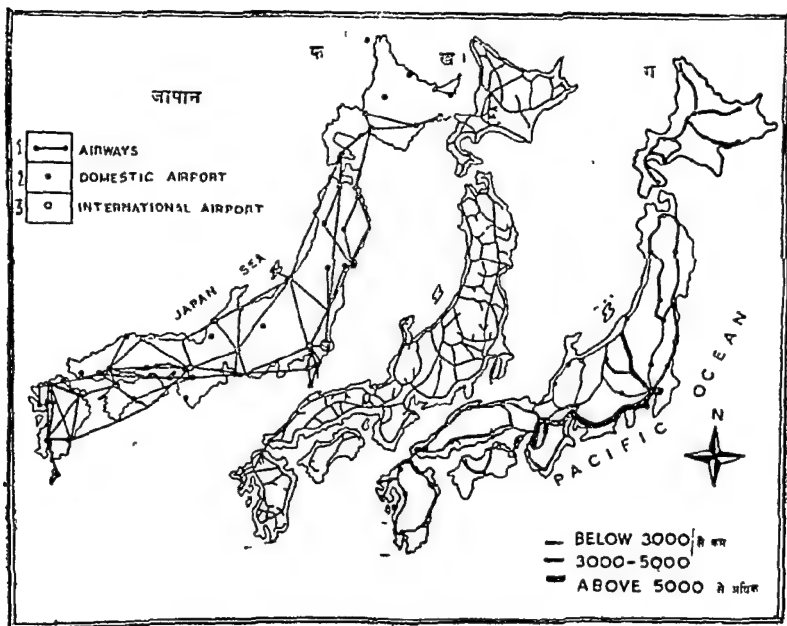 क
ख
ग
जापान
1 AIRWAYS
2 DOMESTIC AIRPORT
3 INTERNATIONAL AIRPORT
JAPAN SEA
PACIFIC OCEAN
N
BELOW 3000 से कम
3000-5000
ABOVE 5000 से अधिक